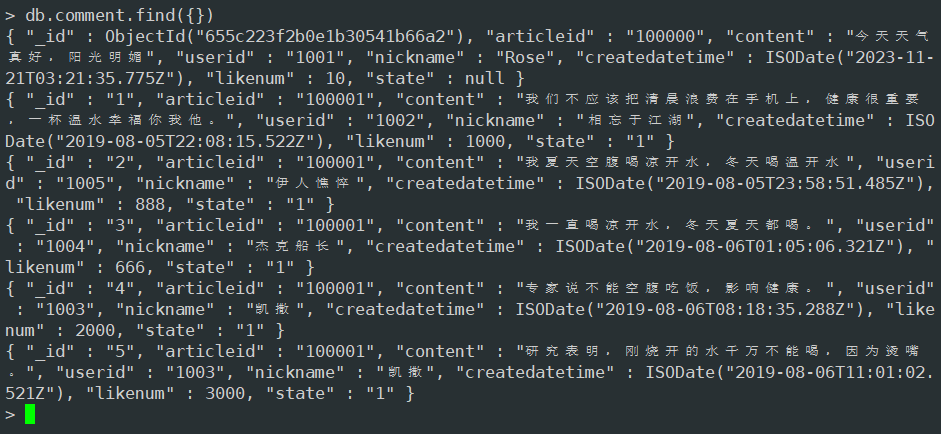 > db.comment.find({})
{ "_id" : ObjectId("655c223f2b0e1b30541b66a2"), "articleid" : "100000", "content" : "今天天气
真好，阳光明媚", "userid" : "1001", "nickname" : "Rose", "createdatetime" : ISODate("2023-11-
21T03:21:35.775Z"), "likenum" : 10, "state" : null }
{ "_id" : "1", "articleid" : "100001", "content" : "我们不应该把清晨浪费在手机上，健康很重要
，一杯温水幸福你我他。", "userid" : "1002", "nickname" : "相忘于江湖", "createdatetime" : ISO
Date("2019-08-05T22:08:15.522Z"), "likenum" : 1000, "state" : "1" }
{ "_id" : "2", "articleid" : "100001", "content" : "我夏天空腹喝凉开水，冬天喝温开水", "useri
d" : "1005", "nickname" : "伊人憔悴", "createdatetime" : ISODate("2019-08-05T23:58:51.485Z"),
 "likenum" : 888, "state" : "1" }
{ "_id" : "3", "articleid" : "100001", "content" : "我一直喝凉开水，冬天夏天都喝。", "userid"
 : "1004", "nickname" : "杰克船长", "createdatetime" : ISODate("2019-08-06T01:05:06.321Z"), "
likenum" : 666, "state" : "1" }
{ "_id" : "4", "articleid" : "100001", "content" : "专家说不能空腹吃饭，影响健康。", "userid"
 : "1003", "nickname" : "凯撒", "createdatetime" : ISODate("2019-08-06T08:18:35.288Z"), "like
num" : 2000, "state" : "1" }
{ "_id" : "5", "articleid" : "100001", "content" : "研究表明，刚烧开的水千万不能喝，因为烫嘴
。", "userid" : "1003", "nickname" : "凯撒", "createdatetime" : ISODate("2019-08-06T11:01:02.
521Z"), "likenum" : 3000, "state" : "1" }
>